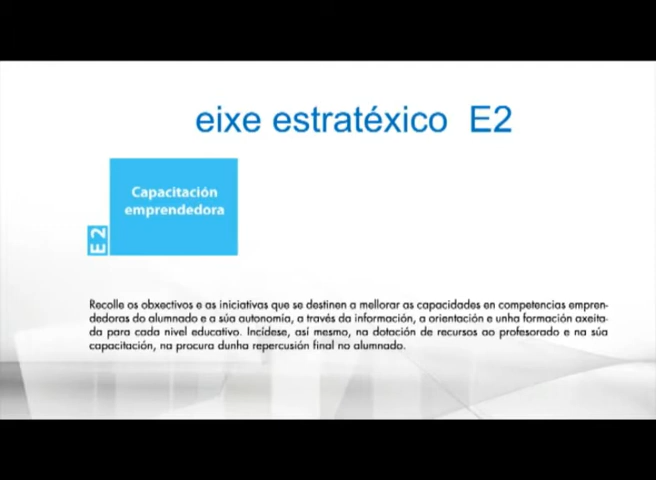 eixe estratéxico E2
Capacitación
emprendedora
E2
Recolle os obxectivos e as iniciativas que se destinen a mellorar as capacidades en competencias empren-
dedoras do alumnado e a súa autonomía, a través da información, a orientación e unha formación axeita-
da para cada nivel educativo. Incídese, así mesmo, na dotación de recursos ao profesorado e na súa
capacitación, na procura dunha repercusión final no alumnado.